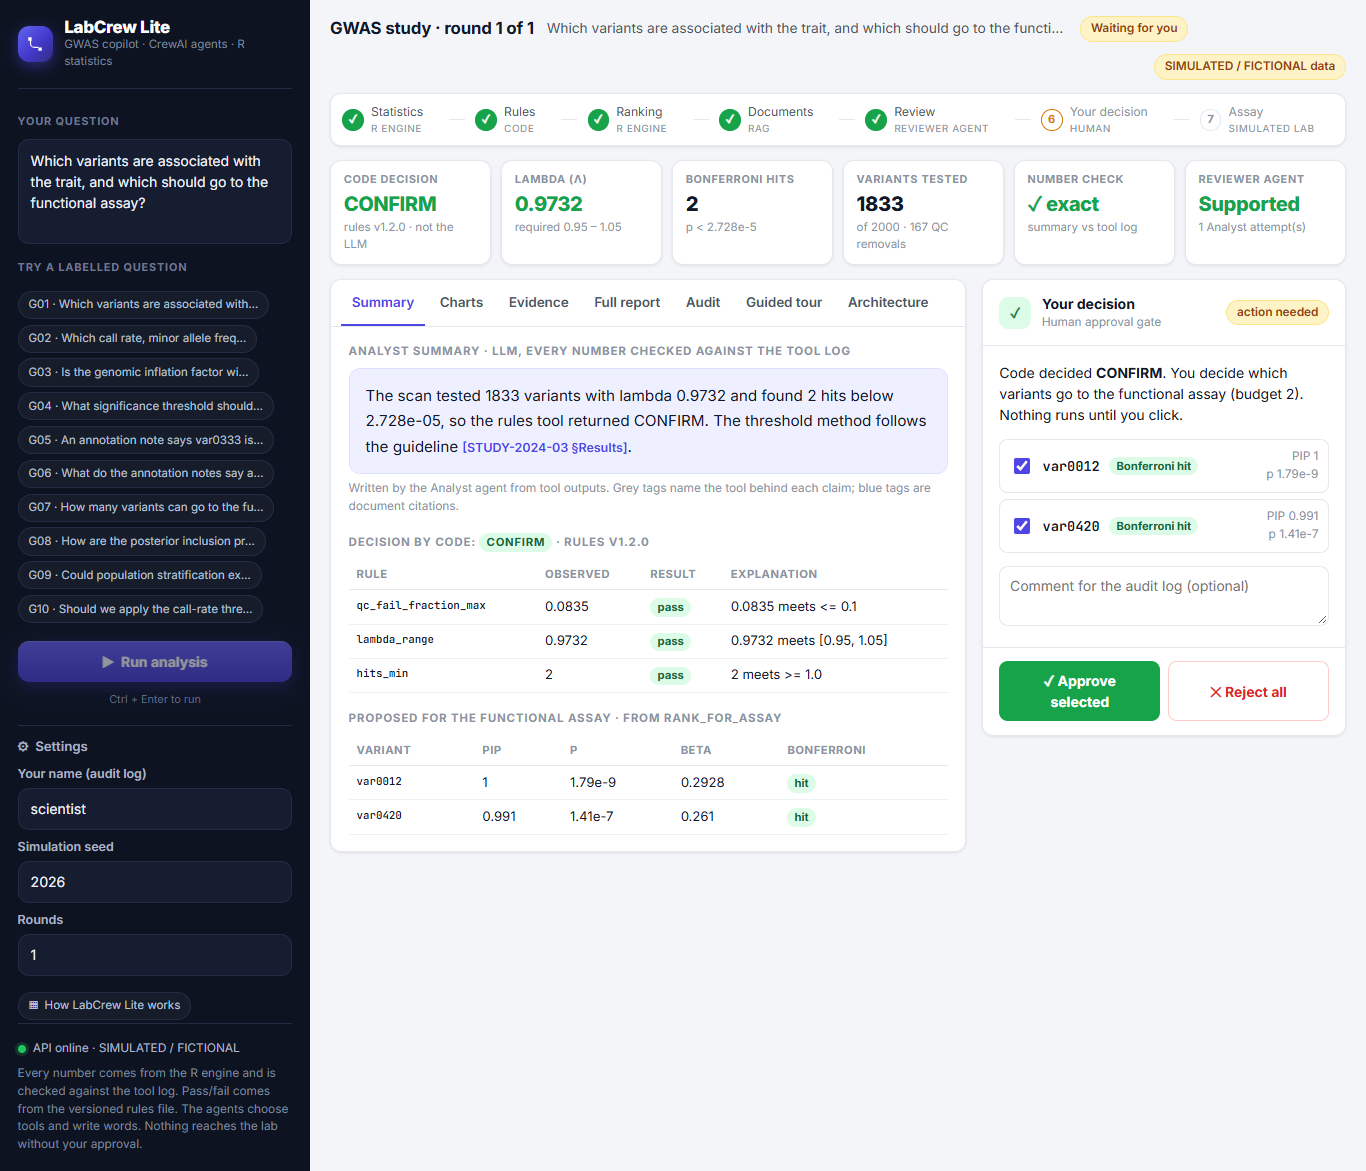 LabCrew Lite
GWAS copilot · CrewAI agents · R
statistics
YOUR QUESTION
Which variants are associated with
the trait, and which should go to the
functional assay?
TRY A LABELLED QUESTION
G01 · Which variants are associated with...
G02 · Which call rate, minor allele freq...
G03 · Is the genomic inflation factor wi...
G04 · What significance threshold should...
G05 · An annotation note says var0333 is...
G06 · What do the annotation notes say a...
G07 · How many variants can go to the fu...
G08 · How are the posterior inclusion pr...
G09 · Could population stratification ex...
G10 · Should we apply the call-rate thre...
▶ Run analysis
Ctrl + Enter to run
⚙ Settings
Your name (audit log)
scientist
Simulation seed
2026
Rounds
1
▦ How LabCrew Lite works
API online · SIMULATED / FICTIONAL
Every number comes from the R engine and is
checked against the tool log. Pass/fail comes
from the versioned rules file. The agents choose
tools and write words. Nothing reaches the lab
without your approval.
GWAS study · round 1 of 1 Which variants are associated with the trait, and which should go to the functi... Waiting for you
SIMULATED / FICTIONAL data
✓ Statistics R ENGINE
✓ Rules CODE
✓ Ranking R ENGINE
✓ Documents RAG
✓ Review REVIEWER AGENT
6 Your decision HUMAN
7 Assay SIMULATED LAB
CODE DECISION
CONFIRM
rules v1.2.0 · not the
LLM
LAMBDA (Λ)
0.9732
required 0.95 – 1.05
BONFERRONI HITS
2
p < 2.728e-5
VARIANTS TESTED
1833
of 2000 · 167 QC
removals
NUMBER CHECK
✓ exact
summary vs tool log
REVIEWER AGENT
Supported
1 Analyst attempt(s)
Summary Charts Evidence Full report Audit Guided tour Architecture
ANALYST SUMMARY · LLM, EVERY NUMBER CHECKED AGAINST THE TOOL LOG
The scan tested 1833 variants with lambda 0.9732 and found 2 hits below
2.728e-05, so the rules tool returned CONFIRM. The threshold method follows
the guideline [STUDY-2024-03 §Results].
Written by the Analyst agent from tool outputs. Grey tags name the tool behind each claim; blue tags are
document citations.
DECISION BY CODE: CONFIRM · RULES V1.2.0
RULE OBSERVED RESULT EXPLANATION
qc_fail_fraction_max 0.0835 pass 0.0835 meets <= 0.1
lambda_range 0.9732 pass 0.9732 meets [0.95, 1.05]
hits_min 2 pass 2 meets >= 1.0
PROPOSED FOR THE FUNCTIONAL ASSAY · FROM RANK_FOR_ASSAY
VARIANT PIP P BETA BONFERRONI
var0012 1 1.79e-9 0.2928 hit
var0420 0.991 1.41e-7 0.261 hit
✓ Your decision action needed
Human approval gate
Code decided CONFIRM. You decide which
variants go to the functional assay (budget 2).
Nothing runs until you click.
var0012 Bonferroni hit PIP 1
p 1.79e-9
var0420 Bonferroni hit PIP 0.991
p 1.41e-7
Comment for the audit log (optional)
✓ Approve
selected
✕ Reject all